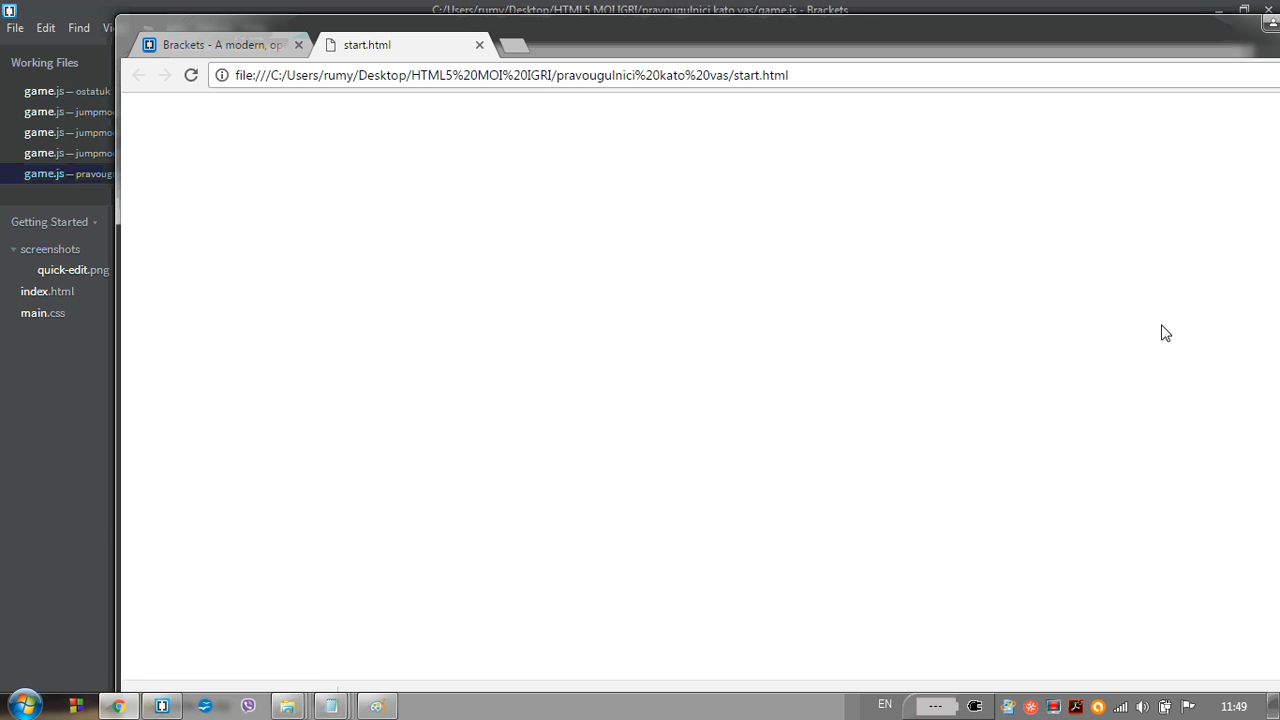 C:/Users/rumy/Desktop/HTML5 MOI IGRI/pravougulnici kato vas/game.js - Brackets
File Edit Find
Brackets - A modern, op
start.html
file:///C:/Users/rumy/Desktop/HTML5%20MOI%20IGRI/pravougulnici%20kato%20vas/start.html
Working Files
game.js — ostatuk
game.js — jumpmo
game.js — jumpmo
game.js — jumpmo
game.js — pravoug
Getting Started
screenshots
quick-edit.png
index.html
main.css
EN
---
11:49